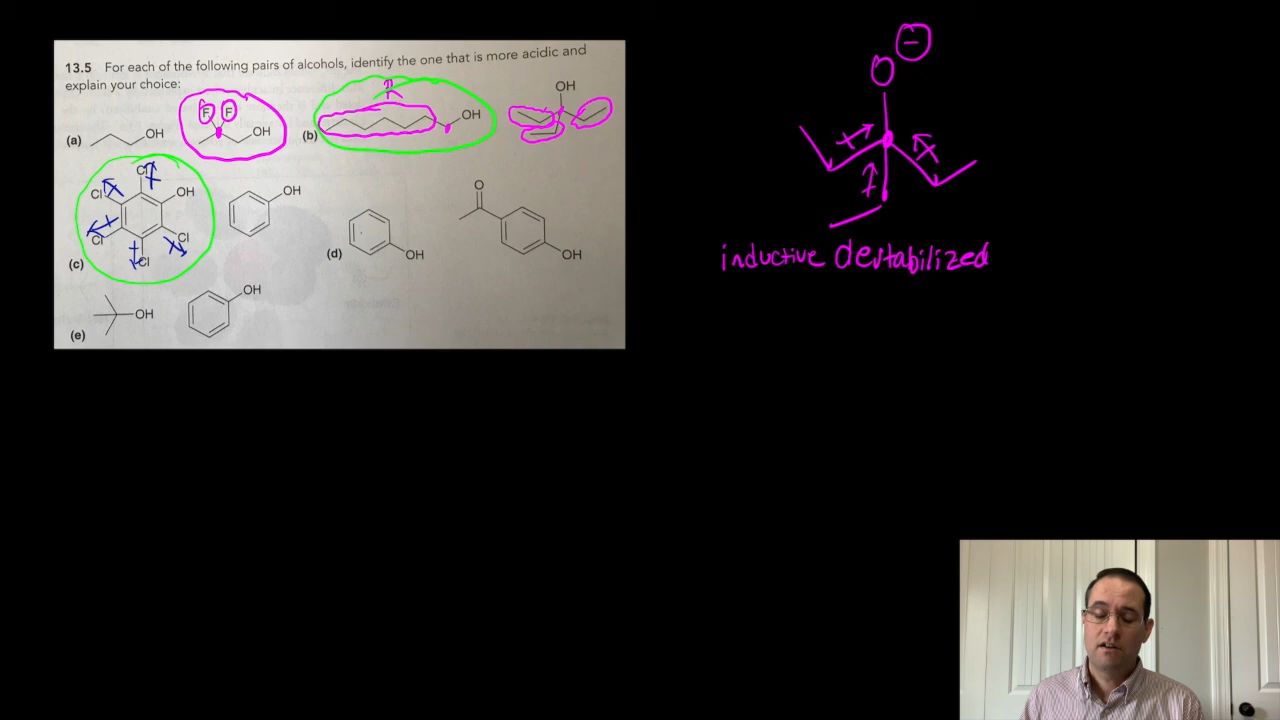 13.5 For each of the following pairs of alcohols, identify the one that is more acidic and
explain your choice:
(a) OH F F OH (b) OH OH
(c) Cl Cl Cl Cl Cl OH OH (d) OH O OH
(e) OH OH
O −
inductive destabilized